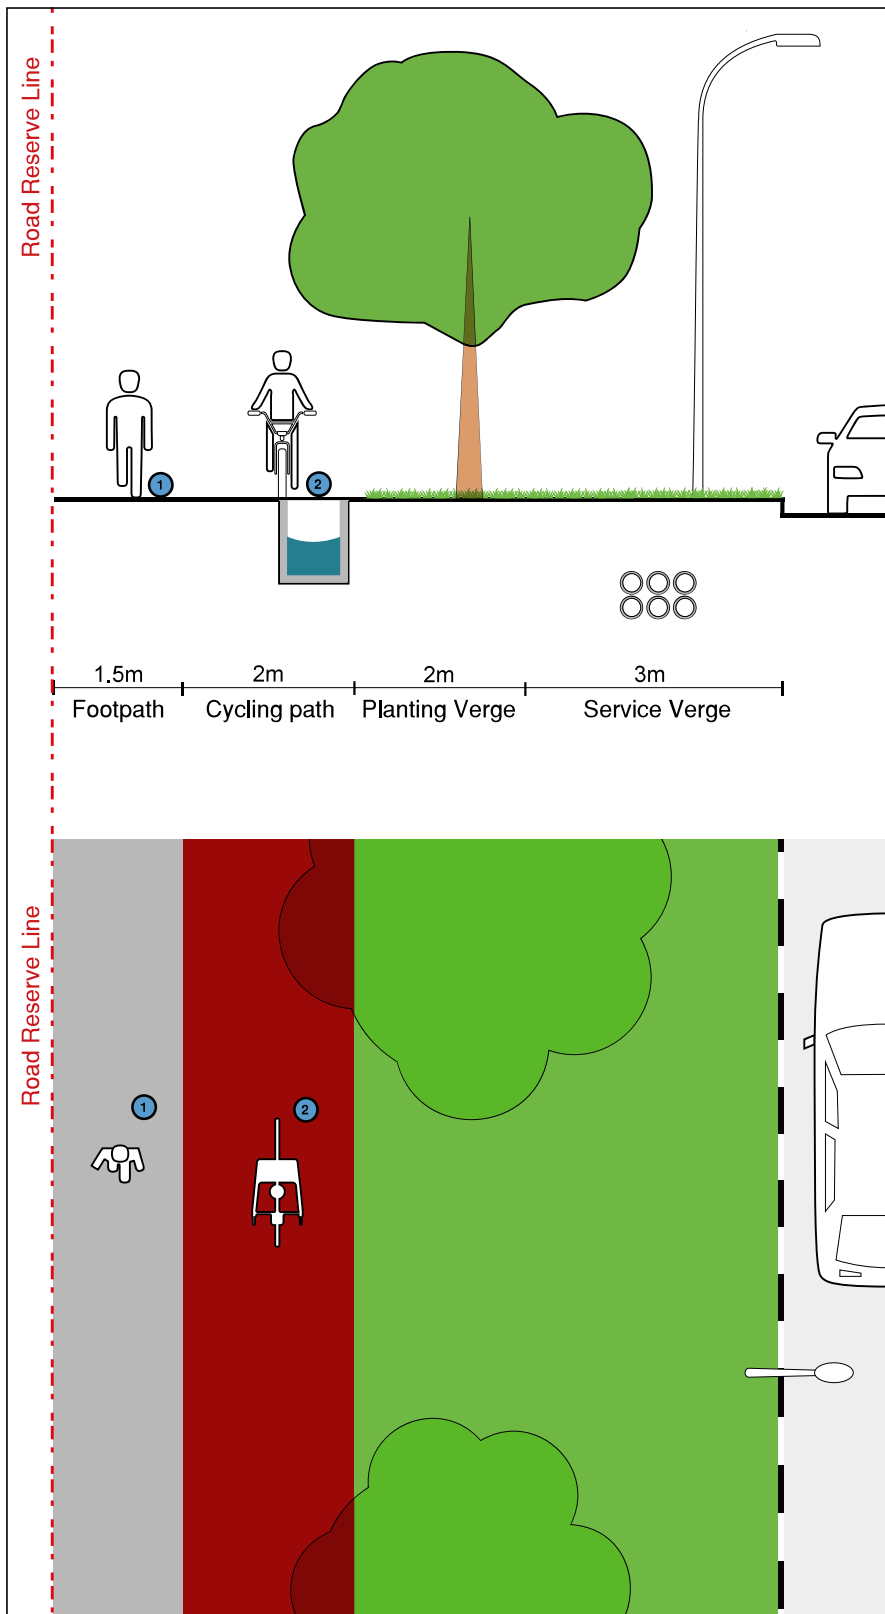 Road Reserve Line
1
2
1.5m
2m
2m
3m
Footpath
Cycling path
Planting Verge
Service Verge
Road Reserve Line
1
2